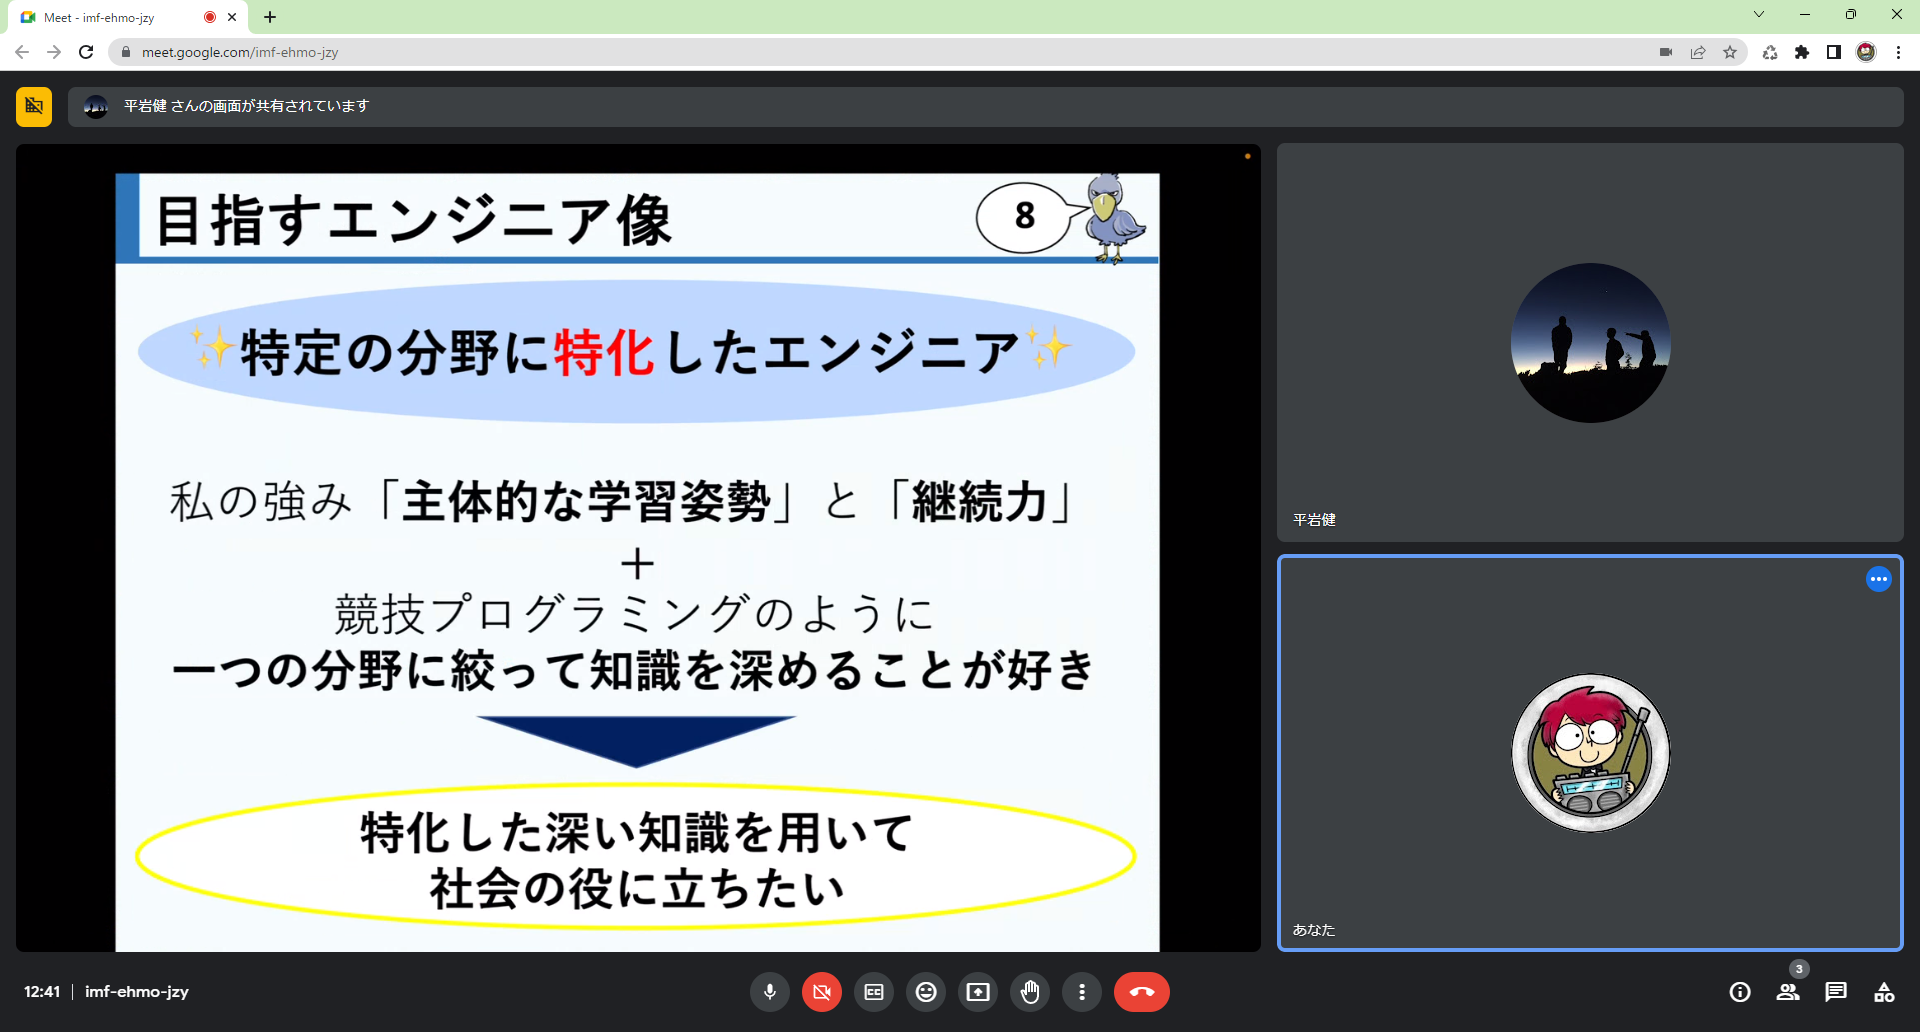 Meet - imf-ehmo-jzy
meet.google.com/imf-ehmo-jzy
平岩健 さんの画面が共有されています
目指すエンジニア像
8
✨特定の分野に特化したエンジニア✨
私の強み「主体的な学習姿勢」と「継続力」
＋
競技プログラミングのように
一つの分野に絞って知識を深めることが好き
特化した深い知識を用いて
社会の役に立ちたい
平岩健
あなた
12:41 | imf-ehmo-jzy
3